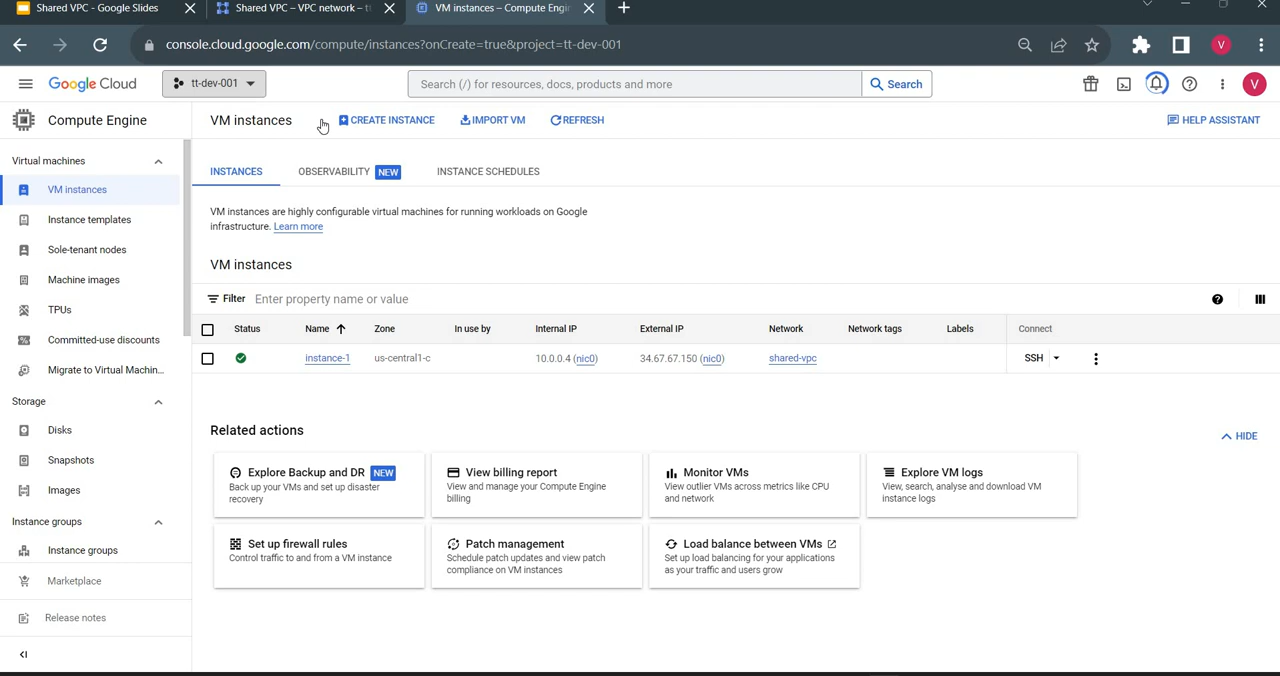 Shared VPC - Google Slides
Shared VPC – VPC network – tt
VM instances – Compute Engin
console.cloud.google.com/compute/instances?onCreate=true&project=tt-dev-001
V
Google Cloud
tt-dev-001
Search (/) for resources, docs, products and more
Search
V
Compute Engine
VM instances
CREATE INSTANCE
IMPORT VM
REFRESH
HELP ASSISTANT
Virtual machines
VM instances
Instance templates
Sole-tenant nodes
Machine images
TPUs
Committed-use discounts
Migrate to Virtual Machin...
Storage
Disks
Snapshots
Images
Instance groups
Instance groups
Marketplace
Release notes
INSTANCES
OBSERVABILITY NEW
INSTANCE SCHEDULES
VM instances are highly configurable virtual machines for running workloads on Google
infrastructure. Learn more
VM instances
Filter Enter property name or value
Status Name Zone In use by Internal IP External IP Network Network tags Labels Connect
instance-1 us-central1-c 10.0.0.4 (nic0) 34.67.67.150 (nic0) shared-vpc SSH
Related actions
HIDE
Explore Backup and DR NEW
Back up your VMs and set up disaster
recovery
View billing report
View and manage your Compute Engine
billing
Monitor VMs
View outlier VMs across metrics like CPU
and network
Explore VM logs
View, search, analyse and download VM
instance logs
Set up firewall rules
Control traffic to and from a VM instance
Patch management
Schedule patch updates and view patch
compliance on VM instances
Load balance between VMs
Set up load balancing for your applications
as your traffic and users grow